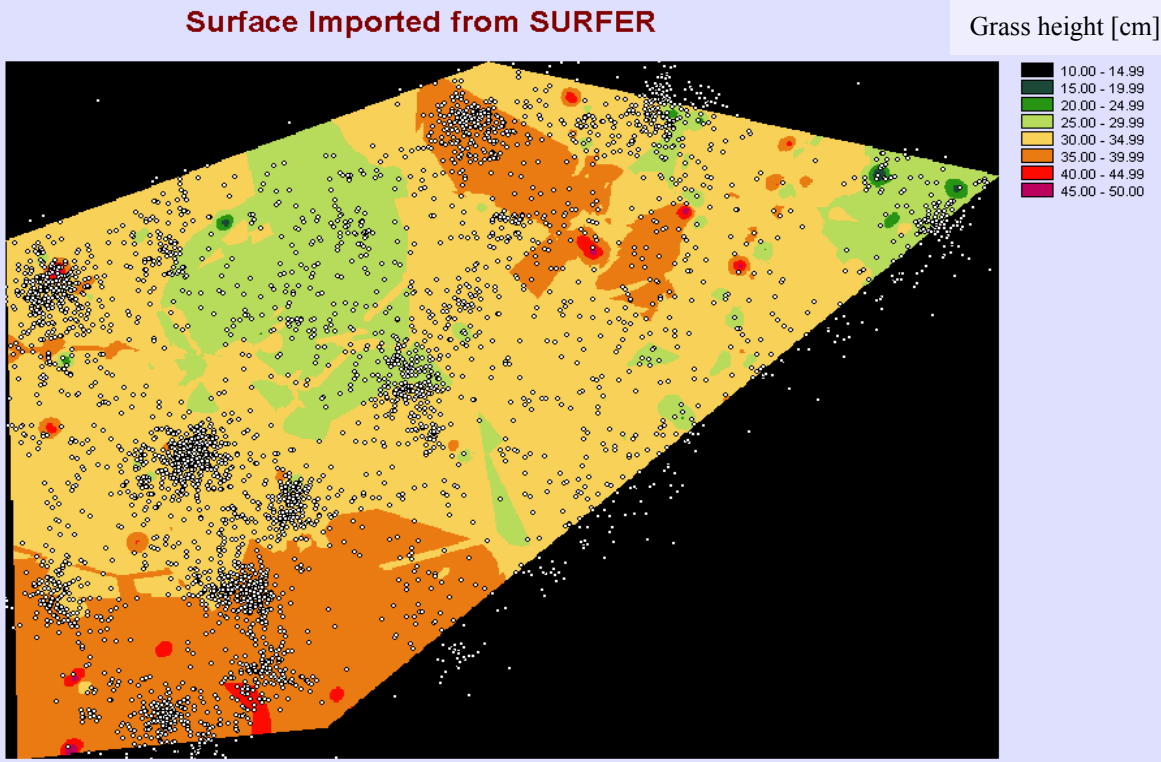 Surface Imported from SURFER
Grass height [cm]
10.00 - 14.99
15.00 - 19.99
20.00 - 24.99
25.00 - 29.99
30.00 - 34.99
35.00 - 39.99
40.00 - 44.99
45.00 - 50.00